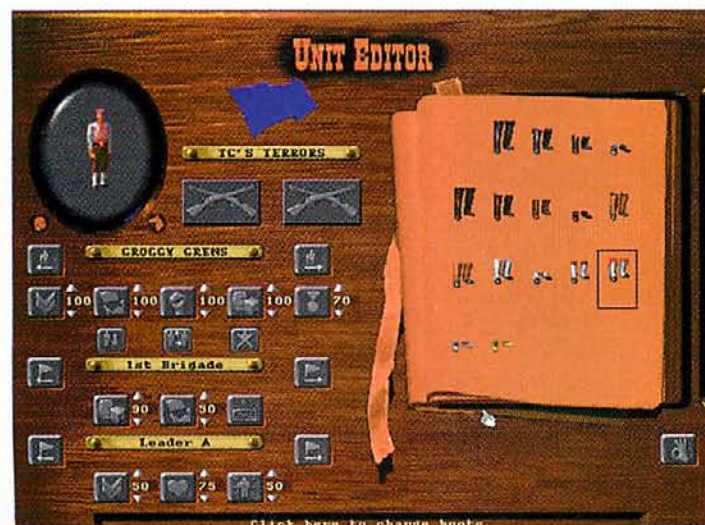 UNIT EDITOR
TC'S TERRORS
GROGGY GRENS
100 100 100 100 70
1st Brigade
90 50
Leader A
50 75 50
Click here to change boots